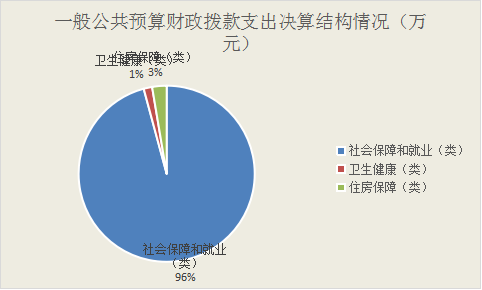 一般公共预算财政拨款支出决算结构情况（万
元）
住房保障（类）
3%
卫生健康（类）
1%
社会保障和就业
（类）
96%
社会保障和就业（类）
卫生健康（类）
住房保障（类）